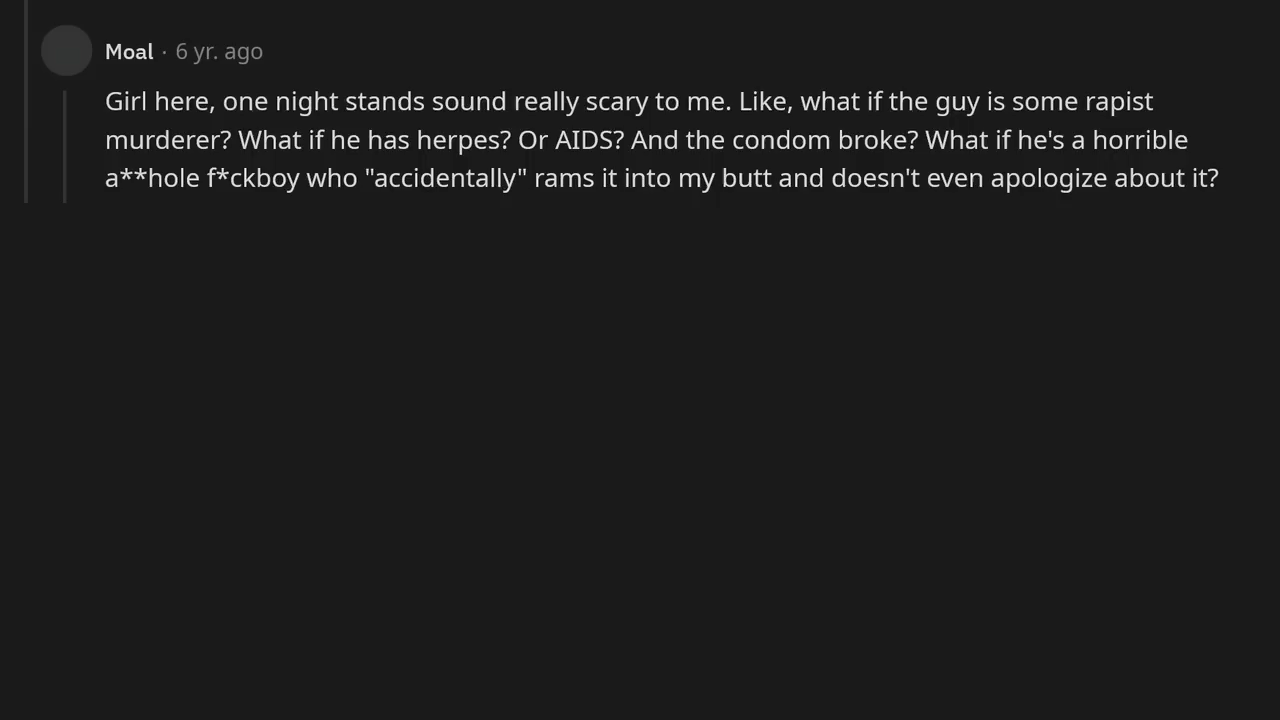 Moal · 6 yr. ago
Girl here, one night stands sound really scary to me. Like, what if the guy is some rapist
murderer? What if he has herpes? Or AIDS? And the condom broke? What if he's a horrible
a**hole f*ckboy who "accidentally" rams it into my butt and doesn't even apologize about it?